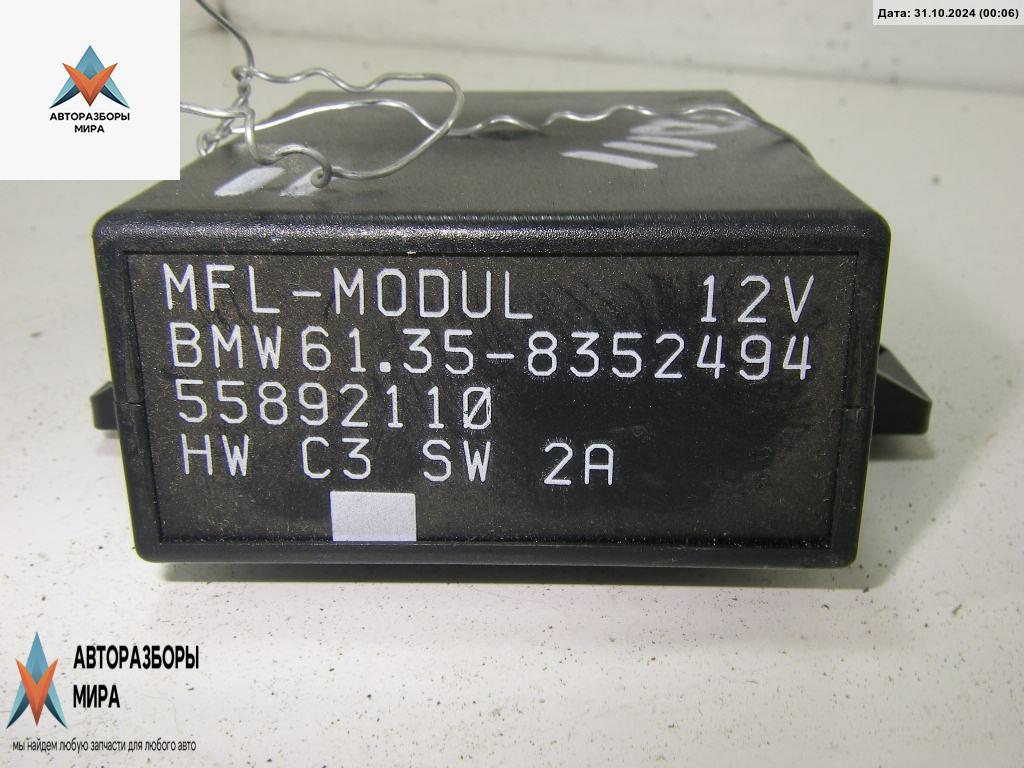 Дата: 31.10.2024 (00:06)
АВТОРАЗБОРЫ
МИРА
MFL-MODUL 12V
BMW61.35-8352494
55892110
HW C3 SW 2A
АВТОРАЗБОРЫ
МИРА
мы найдем любую запчасти для любого авто